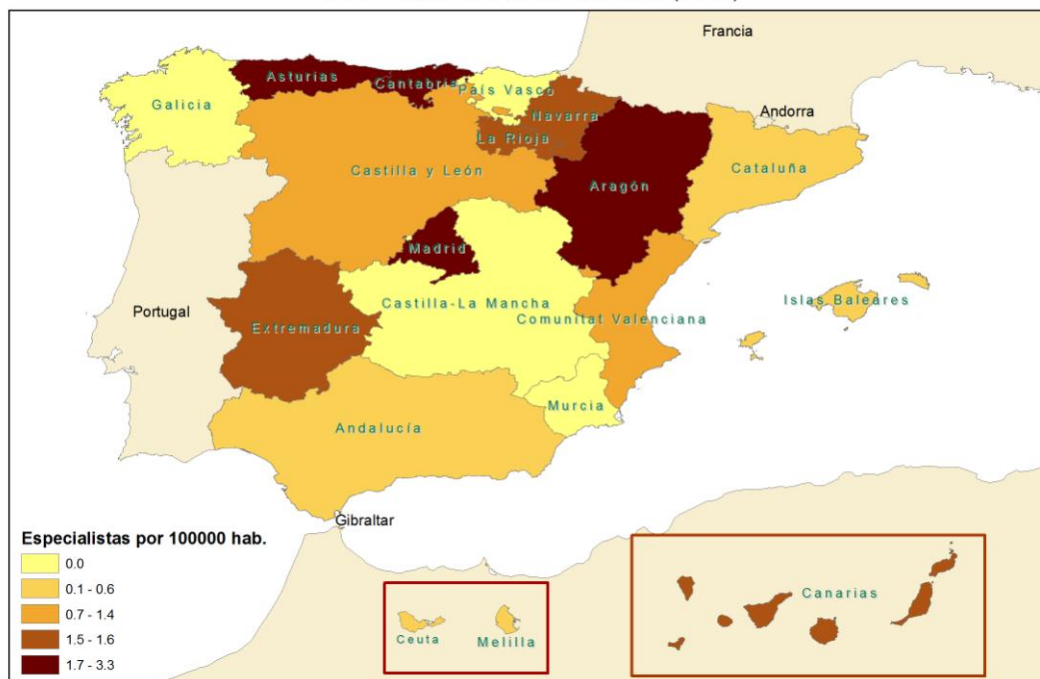 Francia
Asturias
Cantabria
País Vasco
Galicia
Navarra
Andorra
La Rioja
Castilla y León
Cataluña
Aragón
Madrid
Islas Baleares
Castilla-La Mancha
Portugal
Comunitat Valenciana
Extremadura
Murcia
Andalucía
Gibraltar
Especialistas por 100000 hab.
0.0
0.1 - 0.6
0.7 - 1.4
1.5 - 1.6
1.7 - 3.3
Ceuta
Melilla
Canarias